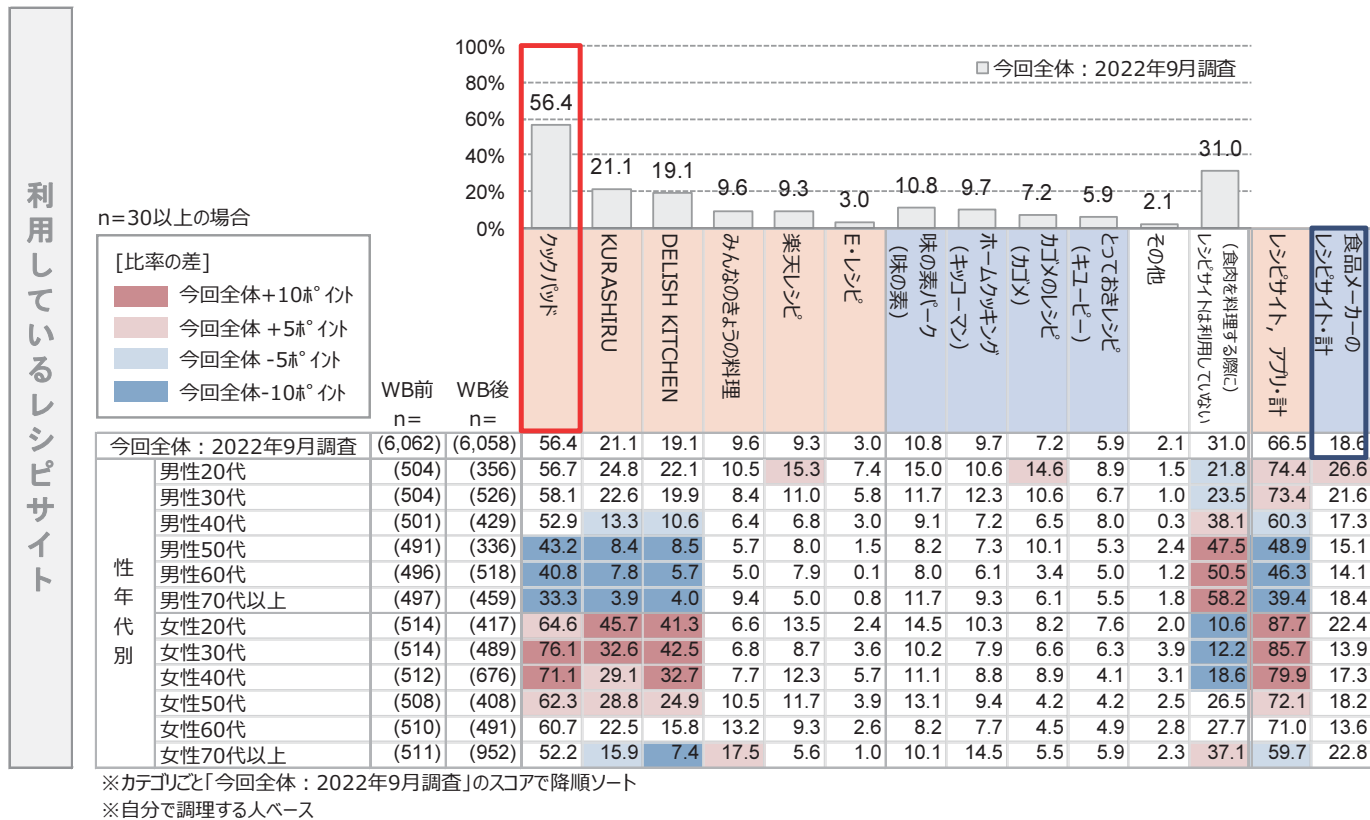 利用しているレシピサイト
100%
80%
60%
40%
20%
0%
□今回全体：2022年9月調査
56.4 21.1 19.1 9.6 9.3 3.0 10.8 9.7 7.2 5.9 2.1 31.0
n=30以上の場合
[比率の差]
今回全体+10ﾎﾟｲﾝﾄ
今回全体 +5ﾎﾟｲﾝﾄ
今回全体 -5ﾎﾟｲﾝﾄ
今回全体-10ﾎﾟｲﾝﾄ
WB前
n=
WB後
n=
クックパッド
KURASHIRU
DELISH KITCHEN
みんなのきょうの料理
楽天レシピ
E・レシピ
味の素パーク
(味の素)
ホームクッキング
(キッコーマン)
カゴメのレシピ
(カゴメ)
とっておきレシピ
(キユーピー)
その他
(食肉を料理する際に)
レシピサイトは利用していない
レシピサイト，アプリ・計
食品メーカーの
レシピサイト・計
今回全体：2022年9月調査 (6,062) (6,058) 56.4 21.1 19.1 9.6 9.3 3.0 10.8 9.7 7.2 5.9 2.1 31.0 66.5 18.6
性年代別
男性20代 (504) (356) 56.7 24.8 22.1 10.5 15.3 7.4 15.0 10.6 14.6 8.9 1.5 21.8 74.4 26.6
男性30代 (504) (526) 58.1 22.6 19.9 8.4 11.0 5.8 11.7 12.3 10.6 6.7 1.0 23.5 73.4 21.6
男性40代 (501) (429) 52.9 13.3 10.6 6.4 6.8 3.0 9.1 7.2 6.5 8.0 0.3 38.1 60.3 17.3
男性50代 (491) (336) 43.2 8.4 8.5 5.7 8.0 1.5 8.2 7.3 10.1 5.3 2.4 47.5 48.9 15.1
男性60代 (496) (518) 40.8 7.8 5.7 5.0 7.9 0.1 8.0 6.1 3.4 5.0 1.2 50.5 46.3 14.1
男性70代以上 (497) (459) 33.3 3.9 4.0 9.4 5.0 0.8 11.7 9.3 6.1 5.5 1.8 58.2 39.4 18.4
女性20代 (514) (417) 64.6 45.7 41.3 6.6 13.5 2.4 14.5 10.3 8.2 7.6 2.0 10.6 87.7 22.4
女性30代 (514) (489) 76.1 32.6 42.5 6.8 8.7 3.6 10.2 7.9 6.6 6.3 3.9 12.2 85.7 13.9
女性40代 (512) (676) 71.1 29.1 32.7 7.7 12.3 5.7 11.1 8.8 8.9 4.1 3.1 18.6 79.9 17.3
女性50代 (508) (408) 62.3 28.8 24.9 10.5 11.7 3.9 13.1 9.4 4.2 4.2 2.5 26.5 72.1 18.2
女性60代 (510) (491) 60.7 22.5 15.8 13.2 9.3 2.6 8.2 7.7 4.5 4.9 2.8 27.7 71.0 13.6
女性70代以上 (511) (952) 52.2 15.9 7.4 17.5 5.6 1.0 10.1 14.5 5.5 5.9 2.3 37.1 59.7 22.8
※カテゴリごと「今回全体：2022年9月調査」のスコアで降順ソート
※自分で調理する人ベース